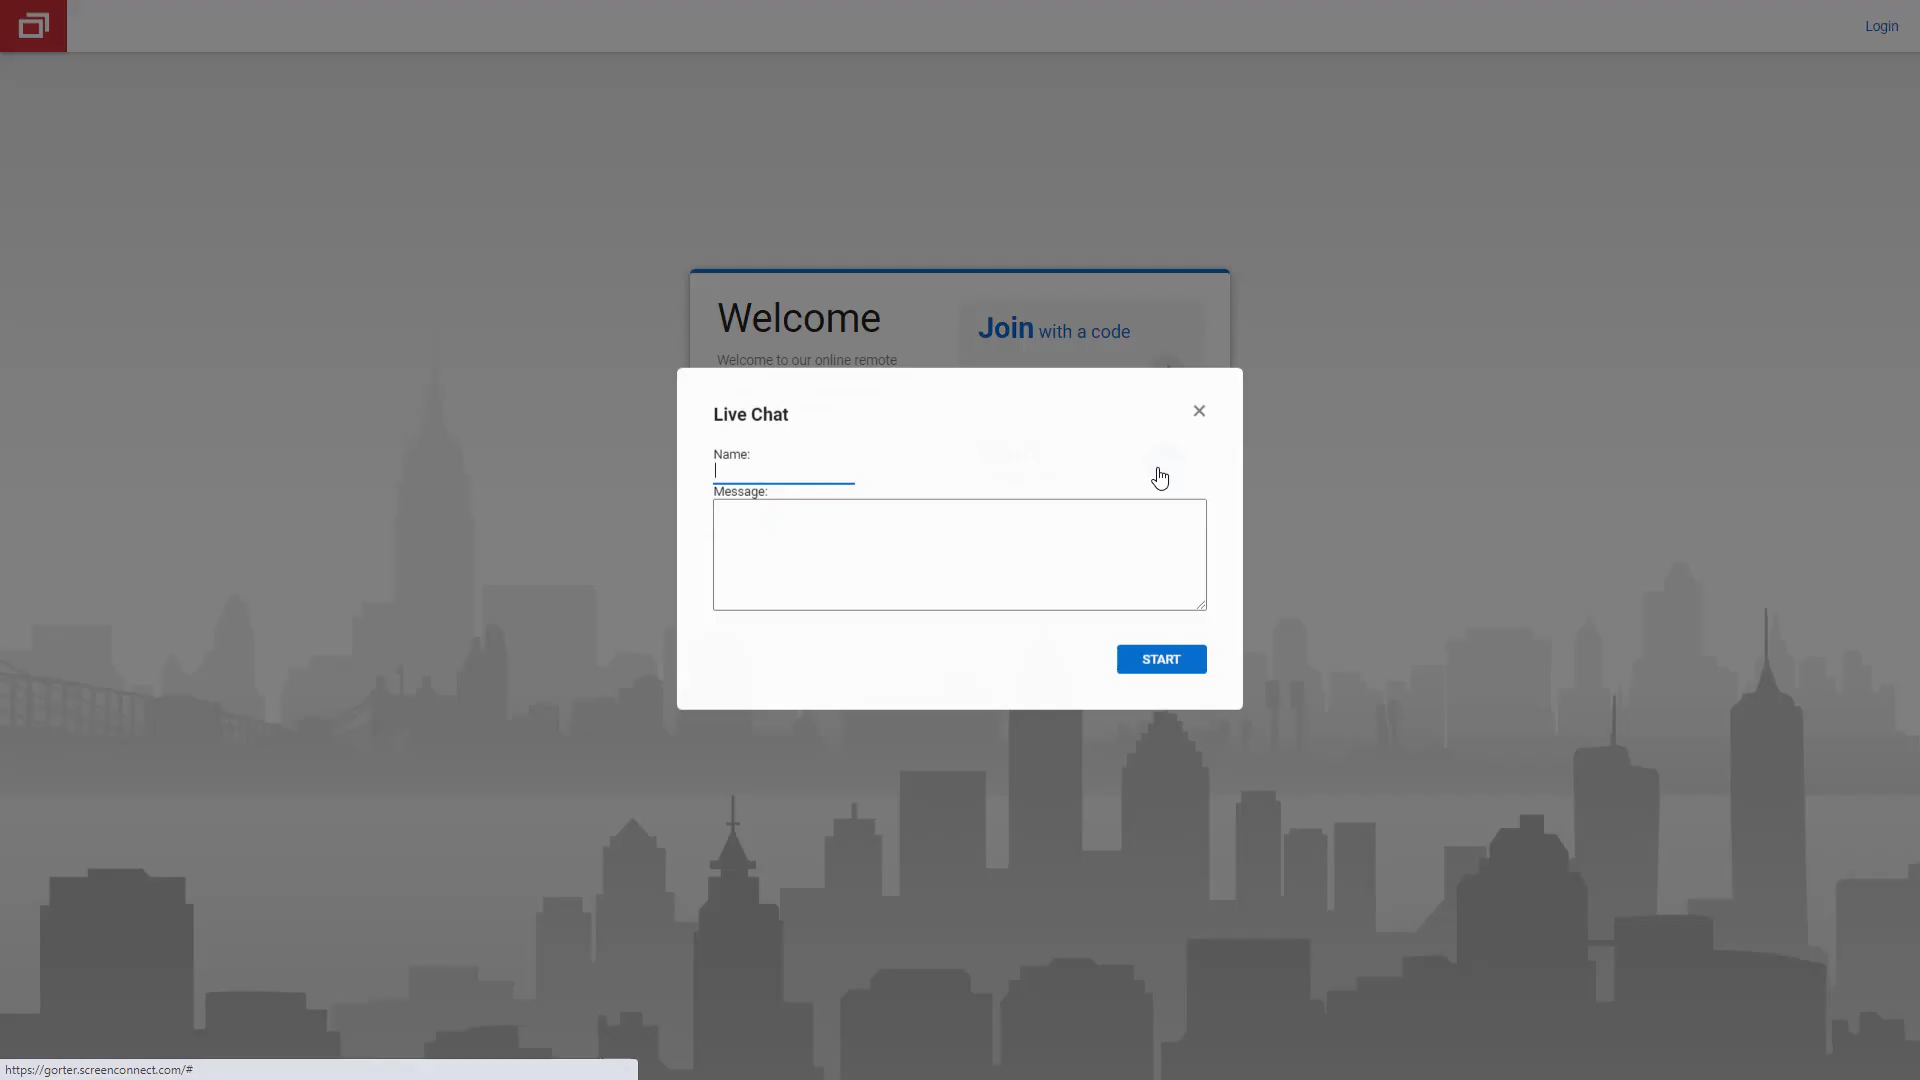 Login
Welcome
Join with a code
Welcome to our online remote
Live Chat
Name:
Message:
START
https://gorter.screenconnect.com/#